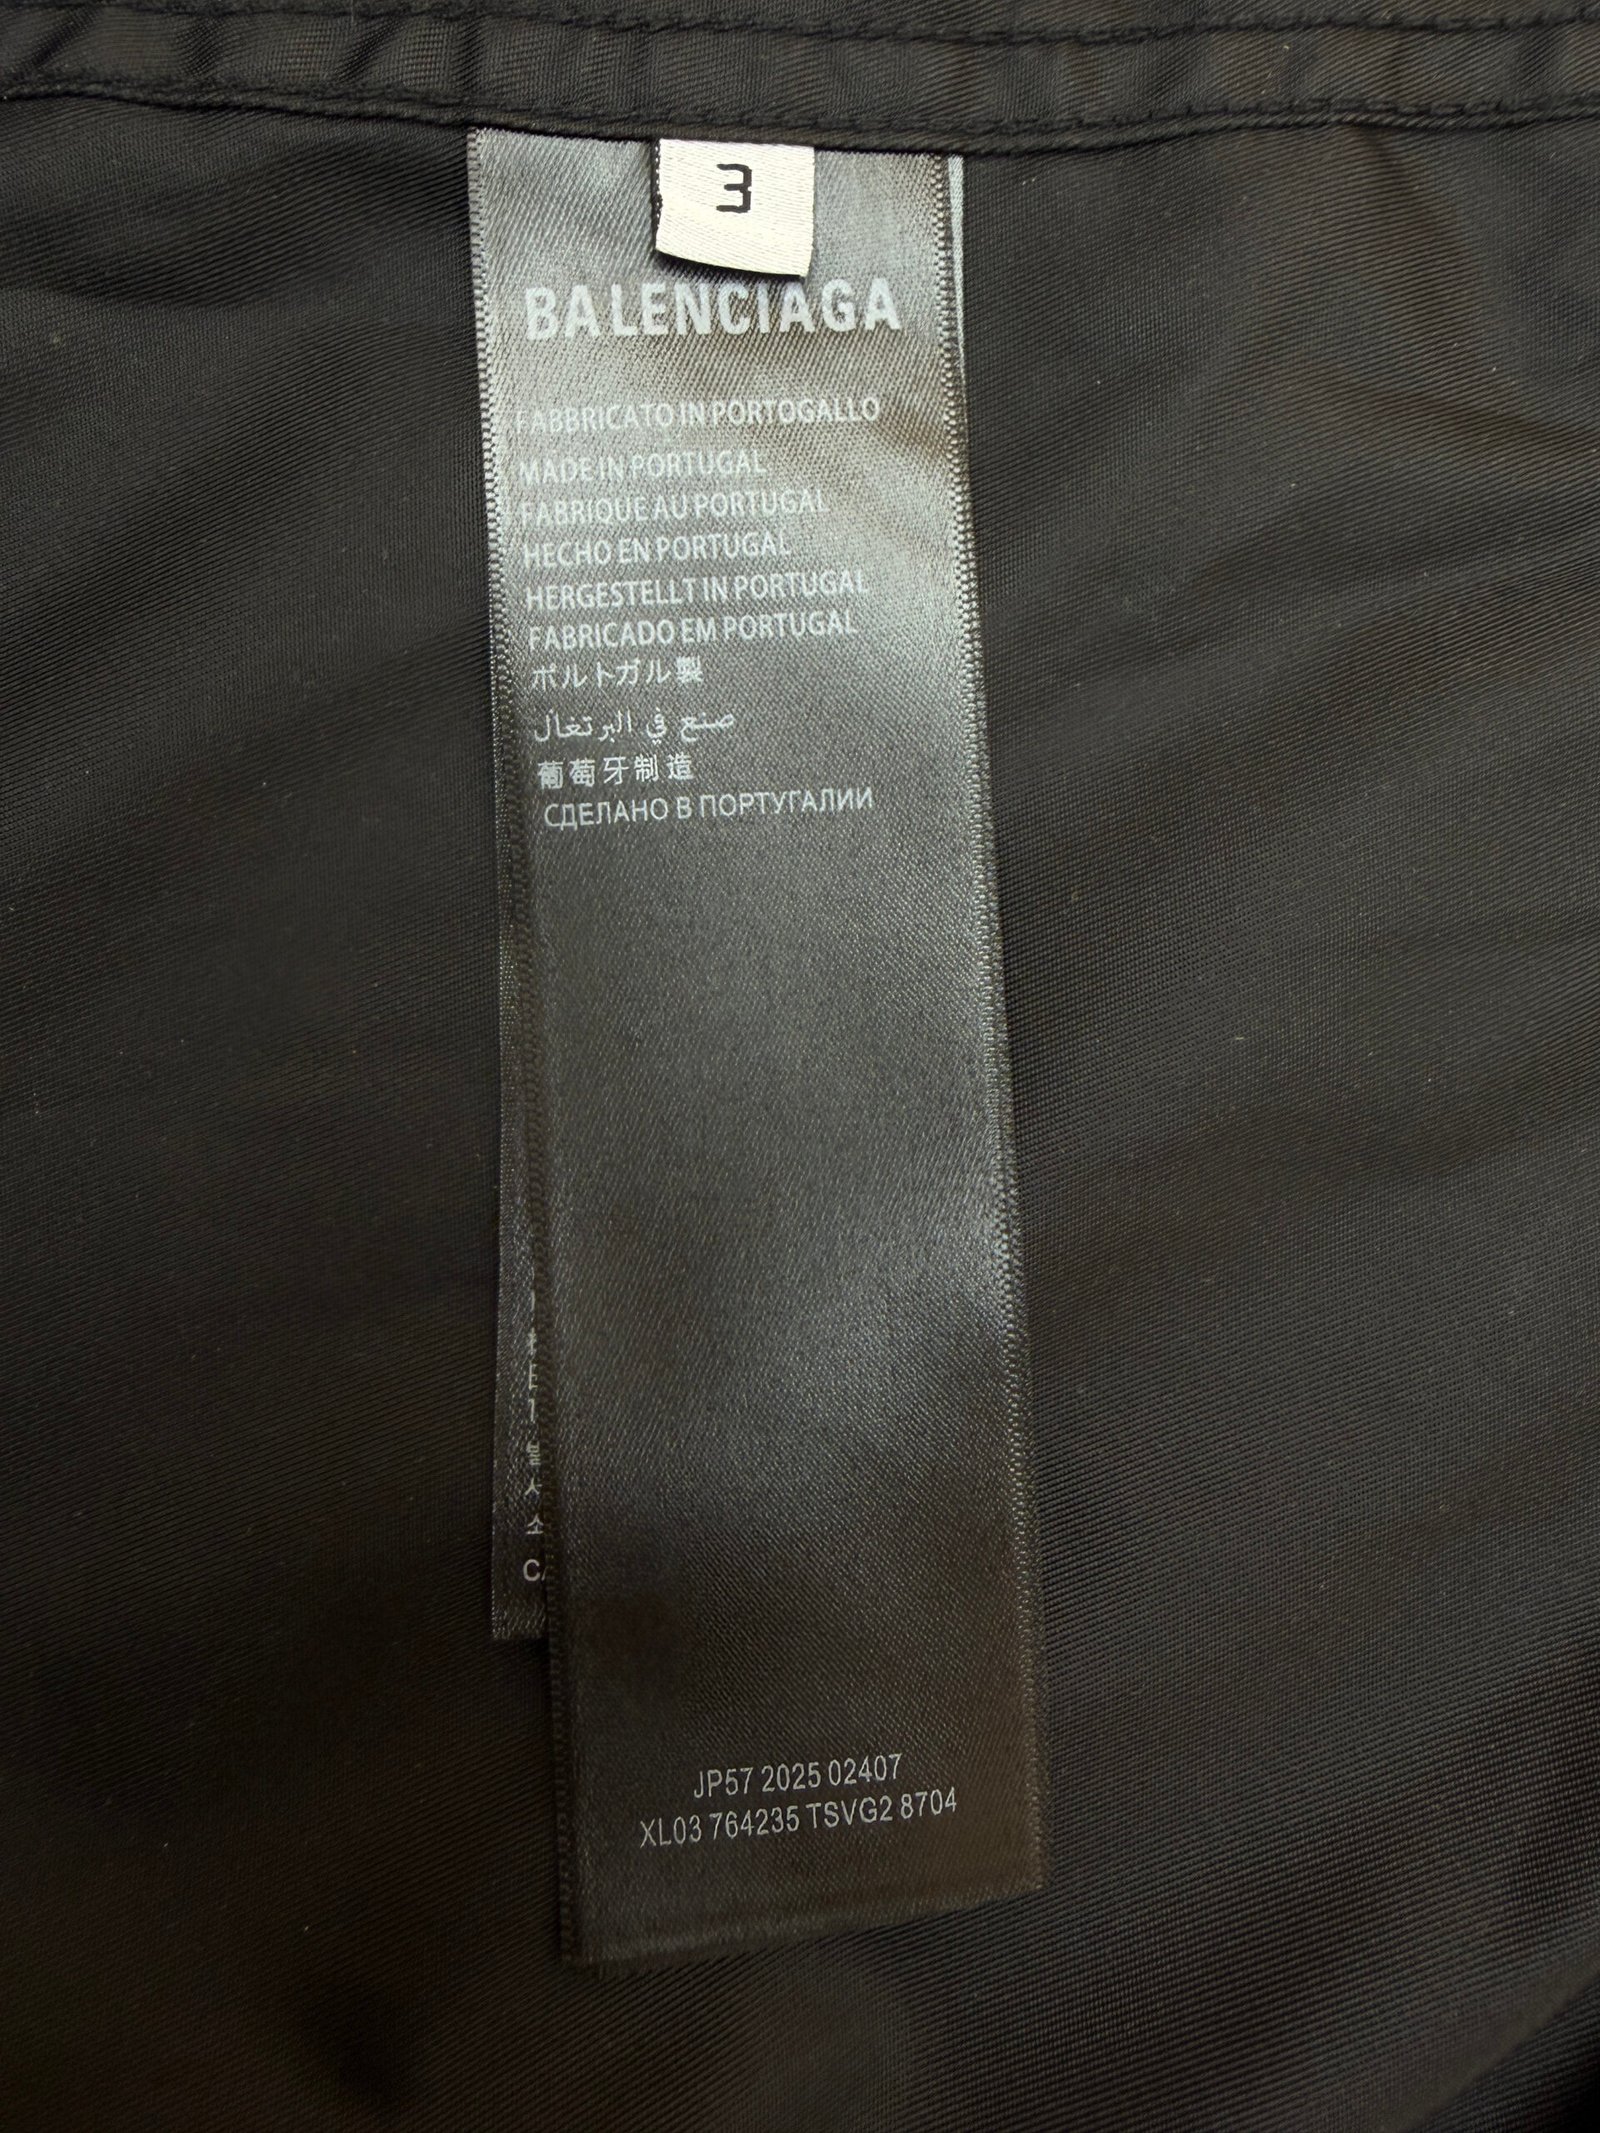 3
BALENCIAGA
FABBRICATO IN PORTOGALLO
MADE IN PORTUGAL
FABRIQUE AU PORTUGAL
HECHO EN PORTUGAL
HERGESTELLT IN PORTUGAL
FABRICADO EM PORTUGAL
ポルトガル製
صنع في البرتغال
葡萄牙制造
СДЕЛАНО В ПОРТУГАЛИИ
소
JP57 2025 02407
XL03 764235 TSVG2 8704